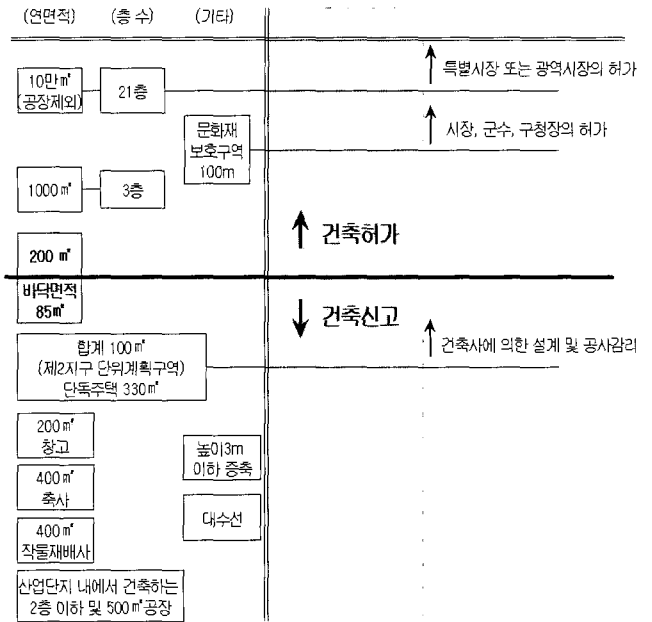 (연면적) (층 수) (기타)
특별시장 또는 광역시장의 허가
10만㎡
(공장제외)
21층
시장, 군수, 구청장의 허가
문화재
보호구역
100m
1000㎡
3층
건축허가
200 ㎡
바닥면적
85㎡
건축신고
건축사에 의한 설계 및 공사감리
합계 100㎡
(제2지구 단위계획구역)
단독주택 330㎡
200㎡
창고
높이3m
이하 증축
400㎡
축사
대수선
400㎡
작물재배사
산업단지 내에서 건축하는
2층 이하 및 500㎡공장